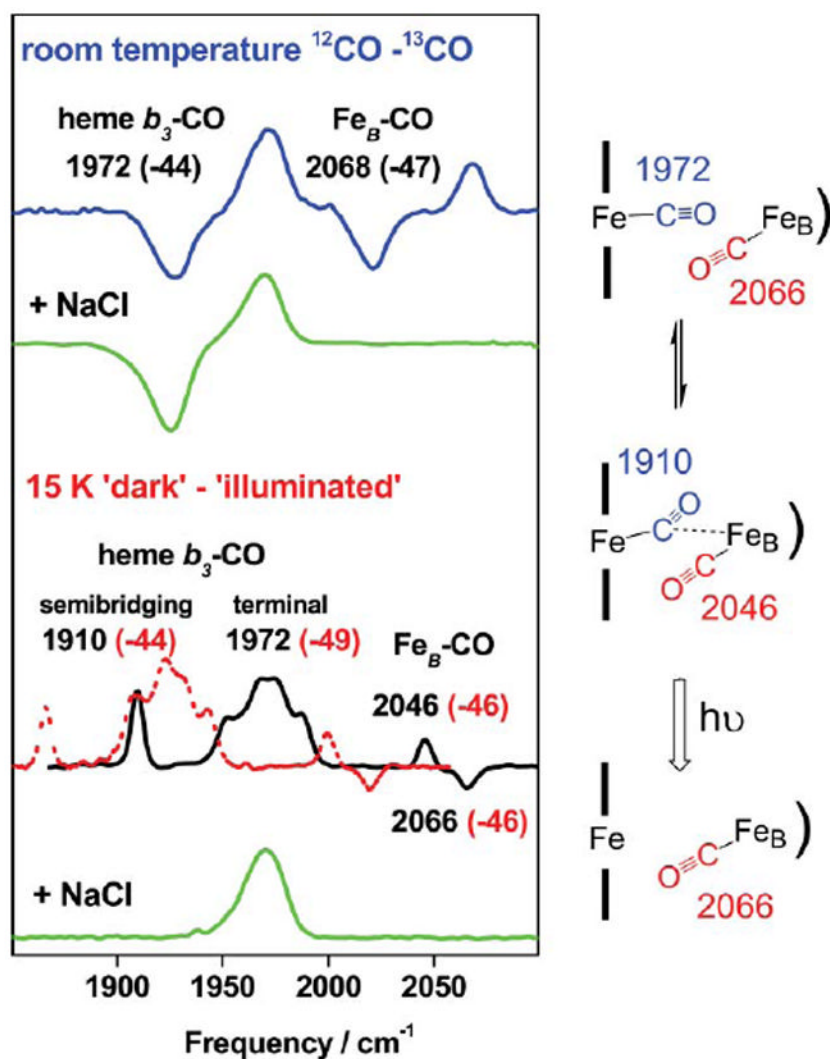 room temperature ¹²CO -¹³CO
heme b₃-CO
1972 (-44)
Fe_B-CO
2068 (-47)
+ NaCl
15 K 'dark' - 'illuminated'
heme b₃-CO
semibridging
1910 (-44)
terminal
1972 (-49)
Fe_B-CO
2046 (-46)
2066 (-46)
+ NaCl
1900 1950 2000 2050
Frequency / cm⁻¹
1972
Fe C≡O
Fe_B )
O≡C
2066
1910
Fe C≡O Fe_B )
O≡C
2046
hυ
Fe Fe_B )
O≡C
2066